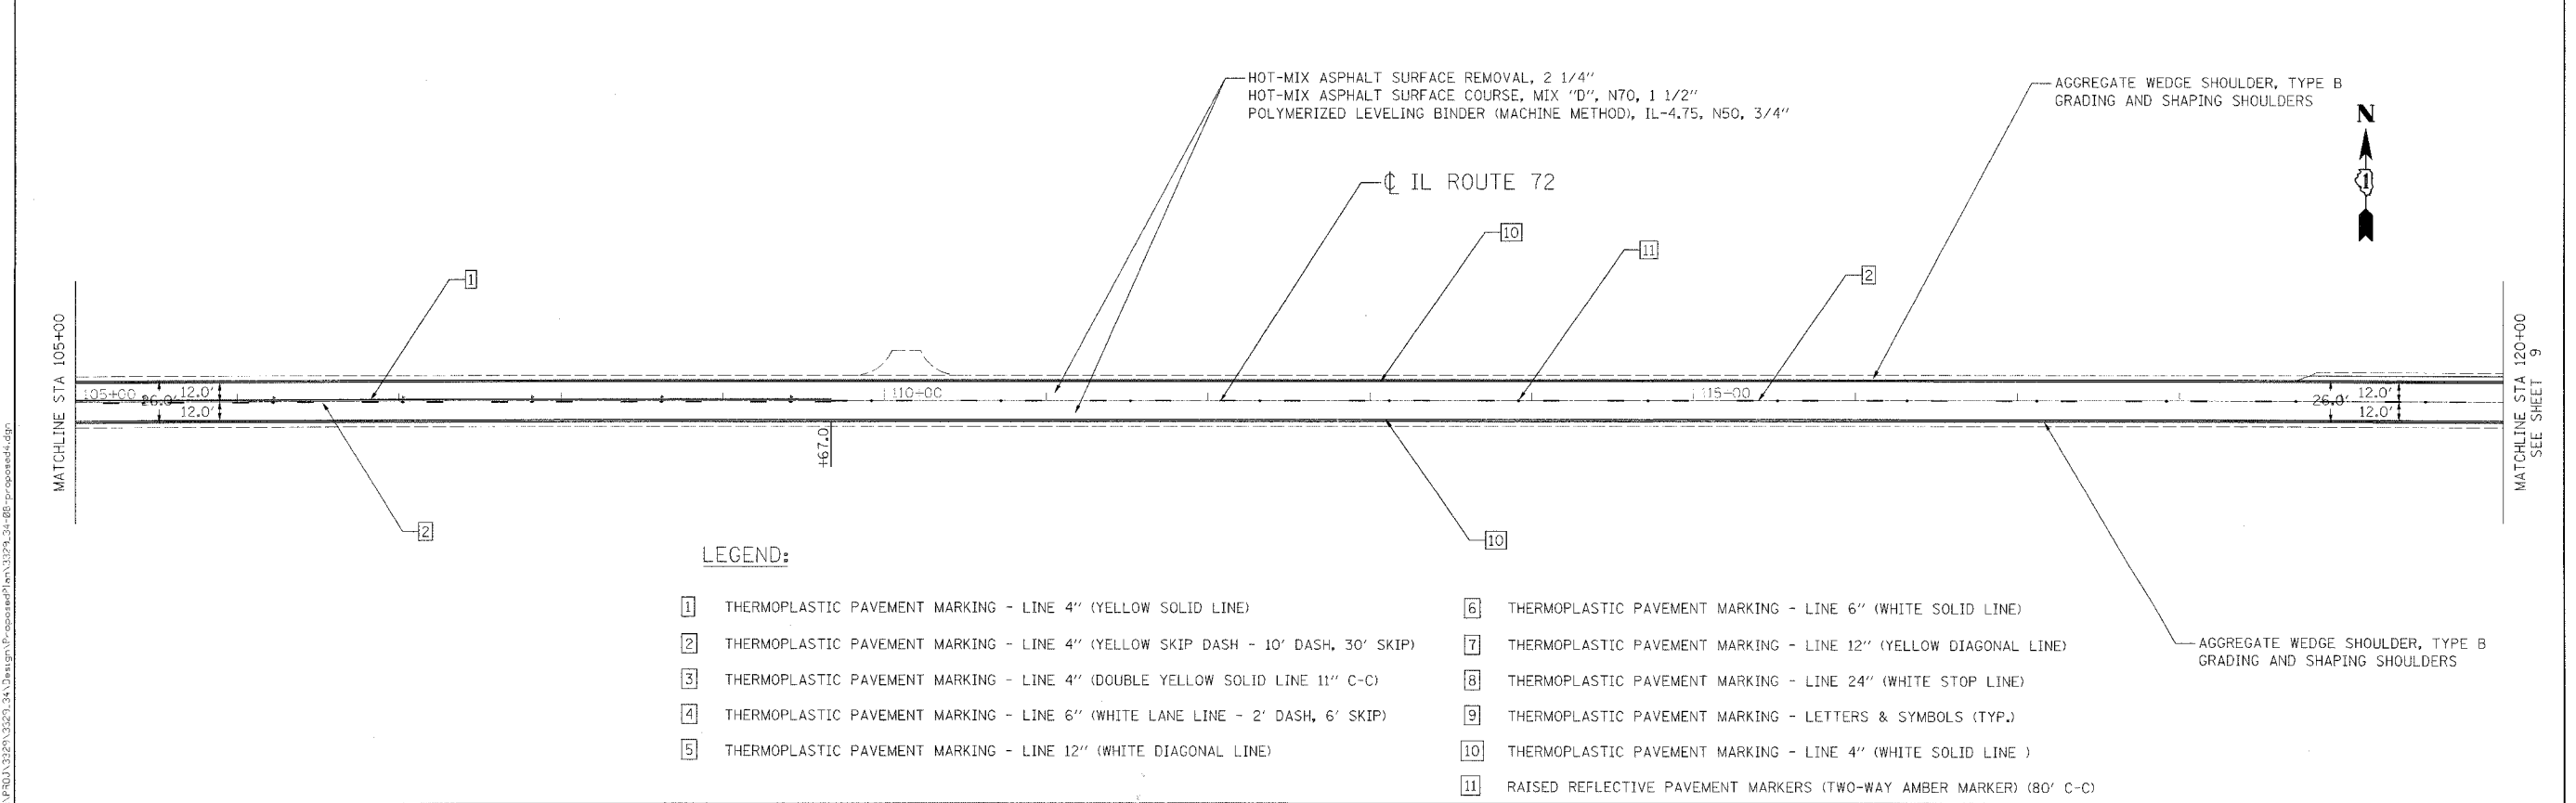 HOT-MIX ASPHALT SURFACE REMOVAL, 2 1/4"
HOT-MIX ASPHALT SURFACE COURSE, MIX "D", N70, 1 1/2"
POLYMERIZED LEVELING BINDER (MACHINE METHOD), IL-4.75, N50, 3/4"
AGGREGATE WEDGE SHOULDER, TYPE B
GRADING AND SHAPING SHOULDERS
N
1
℄ IL ROUTE 72
10
11
2
1
MATCHLINE STA 105+00
105+00
26.0'
12.0'
12.0'
110+00
115+00
26.0'
12.0'
12.0'
MATCHLINE STA 120+00
SEE SHEET 9
+67.0
2
10
LEGEND:
1 THERMOPLASTIC PAVEMENT MARKING - LINE 4" (YELLOW SOLID LINE)
2 THERMOPLASTIC PAVEMENT MARKING - LINE 4" (YELLOW SKIP DASH - 10' DASH, 30' SKIP)
3 THERMOPLASTIC PAVEMENT MARKING - LINE 4" (DOUBLE YELLOW SOLID LINE 11" C-C)
4 THERMOPLASTIC PAVEMENT MARKING - LINE 6" (WHITE LANE LINE - 2' DASH, 6' SKIP)
5 THERMOPLASTIC PAVEMENT MARKING - LINE 12" (WHITE DIAGONAL LINE)
6 THERMOPLASTIC PAVEMENT MARKING - LINE 6" (WHITE SOLID LINE)
7 THERMOPLASTIC PAVEMENT MARKING - LINE 12" (YELLOW DIAGONAL LINE)
8 THERMOPLASTIC PAVEMENT MARKING - LINE 24" (WHITE STOP LINE)
9 THERMOPLASTIC PAVEMENT MARKING - LETTERS & SYMBOLS (TYP.)
10 THERMOPLASTIC PAVEMENT MARKING - LINE 4" (WHITE SOLID LINE )
11 RAISED REFLECTIVE PAVEMENT MARKERS (TWO-WAY AMBER MARKER) (80' C-C)
AGGREGATE WEDGE SHOULDER, TYPE B
GRADING AND SHAPING SHOULDERS
\PROJ\3329\3329_34\Design\ProposedPlan\3329_34-08-proposed4.dgn